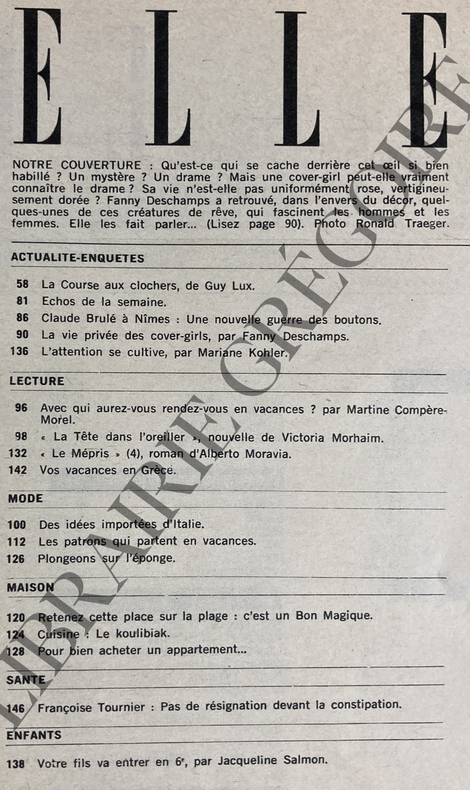 ELLE
NOTRE COUVERTURE : Qu'est-ce qui se cache derrière cet œil si bien
habillé ? Un mystère ? Un drame ? Mais une cover-girl peut-elle vraiment
connaître le drame ? Sa vie n'est-elle pas uniformément rose, vertigineu-
sement dorée ? Fanny Deschamps a retrouvé, dans l'envers du décor, quel-
ques-unes de ces créatures de rêve, qui fascinent les hommes et les
femmes. Elle les fait parler... (Lisez page 90). Photo Ronald Traeger.
ACTUALITE-ENQUETES
58 La Course aux clochers, de Guy Lux.
81 Echos de la semaine.
86 Claude Brulé à Nîmes : Une nouvelle guerre des boutons.
90 La vie privée des cover-girls, par Fanny Deschamps.
136 L'attention se cultive, par Mariane Kohler.
LECTURE
96 Avec qui aurez-vous rendez-vous en vacances ? par Martine Compère-
Morel.
98 « La Tête dans l'oreiller », nouvelle de Victoria Morhaim.
132 « Le Mépris » (4), roman d'Alberto Moravia.
142 Vos vacances en Grèce.
MODE
100 Des idées importées d'Italie.
112 Les patrons qui partent en vacances.
126 Plongeons sur l'éponge.
MAISON
120 Retenez cette place sur la plage : c'est un Bon Magique.
124 Cuisine : Le koulibiak.
128 Pour bien acheter un appartement...
SANTE
146 Françoise Tournier : Pas de résignation devant la constipation.
ENFANTS
138 Votre fils va entrer en 6e, par Jacqueline Salmon.
LIBRAIRIE GRÉGOIRE